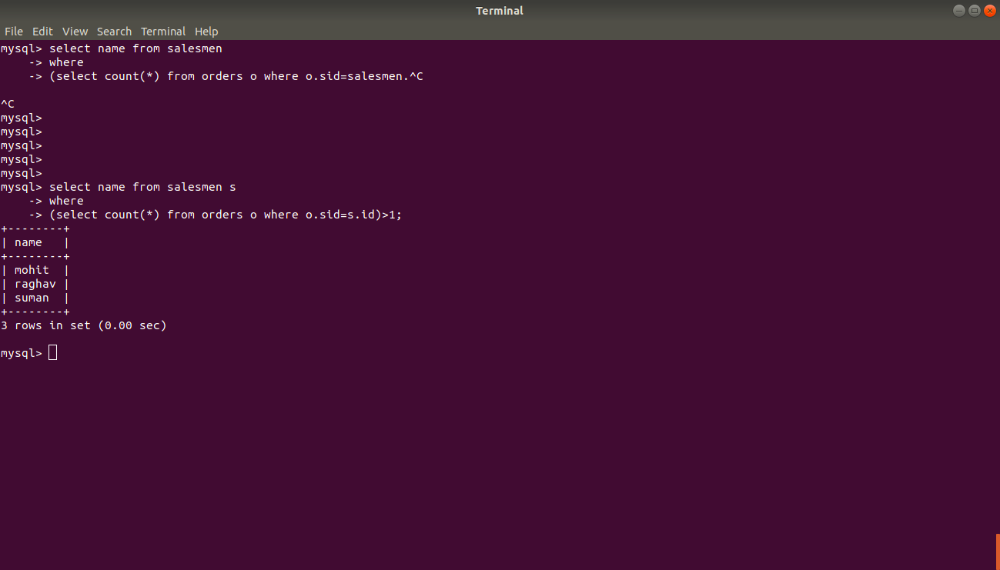 Terminal
File Edit View Search Terminal Help
mysql> select name from salesmen
    -> where
    -> (select count(*) from orders o where o.sid=salesmen.^C

^C
mysql>
mysql>
mysql>
mysql>
mysql>
mysql> select name from salesmen s
    -> where
    -> (select count(*) from orders o where o.sid=s.id)>1;
+--------+
| name   |
+--------+
| mohit  |
| raghav |
| suman  |
+--------+
3 rows in set (0.00 sec)

mysql>